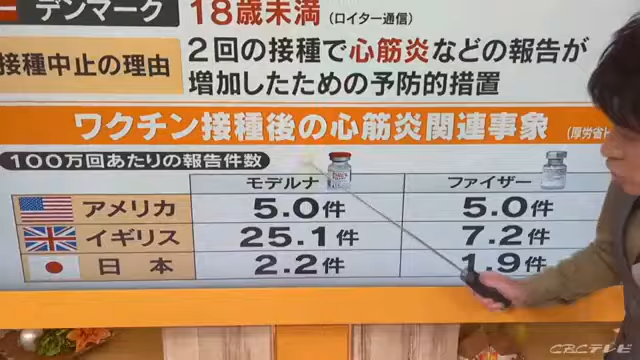 デンマーク 18歳未満 (ロイター通信)
接種中止の理由
2回の接種で心筋炎などの報告が
増加したための予防的措置
ワクチン接種後の心筋炎関連事象 (厚労省
100万回あたりの報告件数
モデルナ ファイザー
アメリカ 5.0件 5.0件
イギリス 25.1件 7.2件
日本 2.2件 1.9件
CBCテレビ